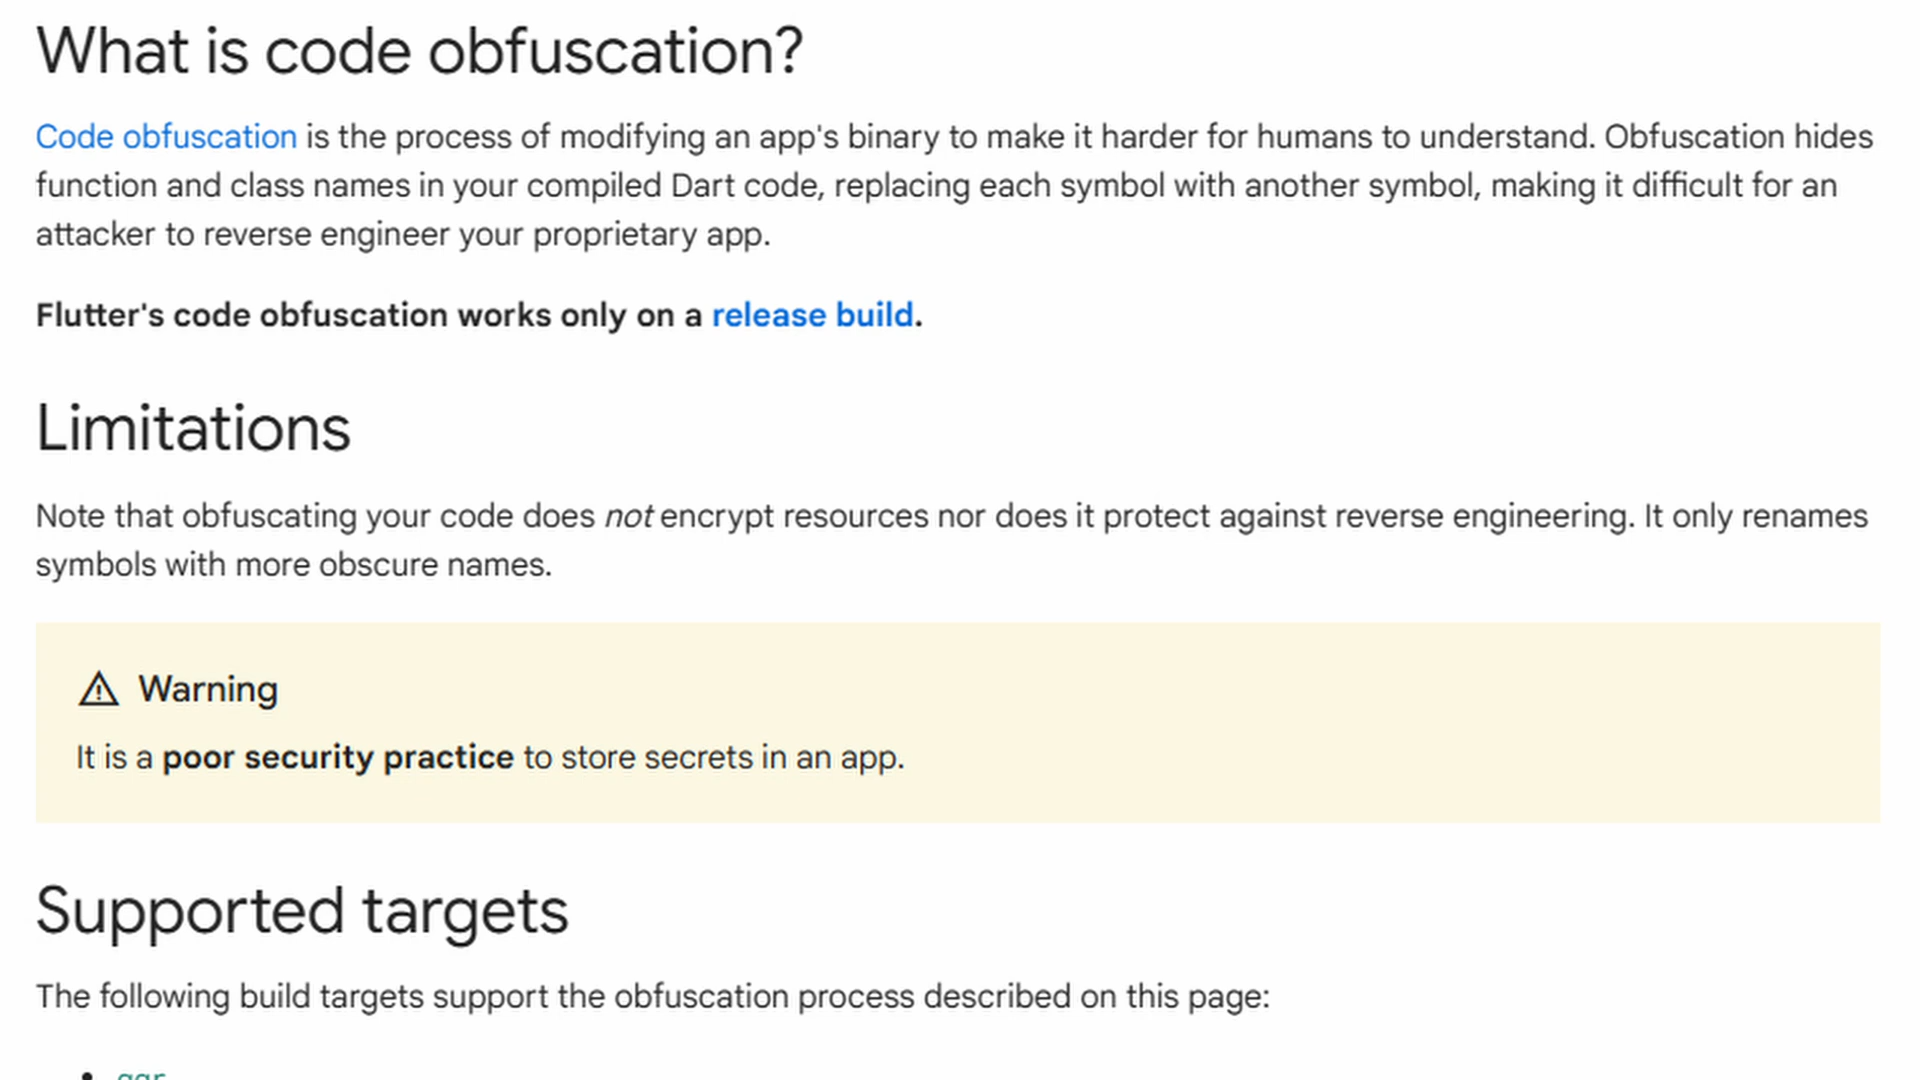 What is code obfuscation?
Code obfuscation is the process of modifying an app's binary to make it harder for humans to understand. Obfuscation hides
function and class names in your compiled Dart code, replacing each symbol with another symbol, making it difficult for an
attacker to reverse engineer your proprietary app.
Flutter's code obfuscation works only on a release build.
Limitations
Note that obfuscating your code does not encrypt resources nor does it protect against reverse engineering. It only renames
symbols with more obscure names.
Warning
It is a poor security practice to store secrets in an app.
Supported targets
The following build targets support the obfuscation process described on this page: